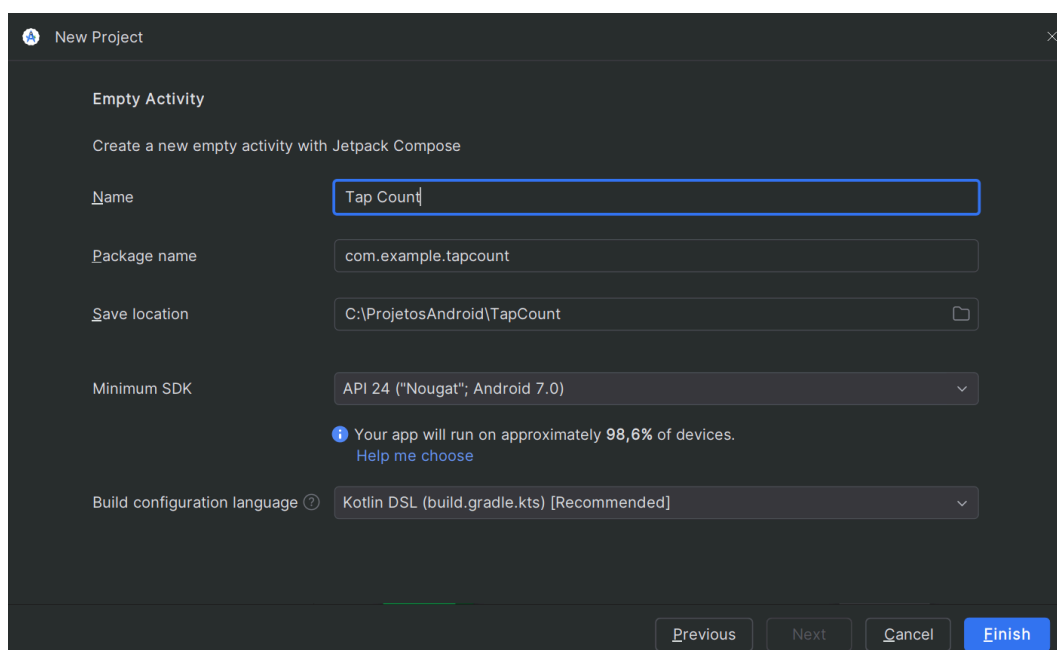 New Project
Empty Activity
Create a new empty activity with Jetpack Compose
Name Tap Count
Package name com.example.tapcount
Save location C:\ProjetosAndroid\TapCount
Minimum SDK API 24 ("Nougat"; Android 7.0)
Your app will run on approximately 98,6% of devices.
Help me choose
Build configuration language ? Kotlin DSL (build.gradle.kts) [Recommended]
Previous Next Cancel Finish